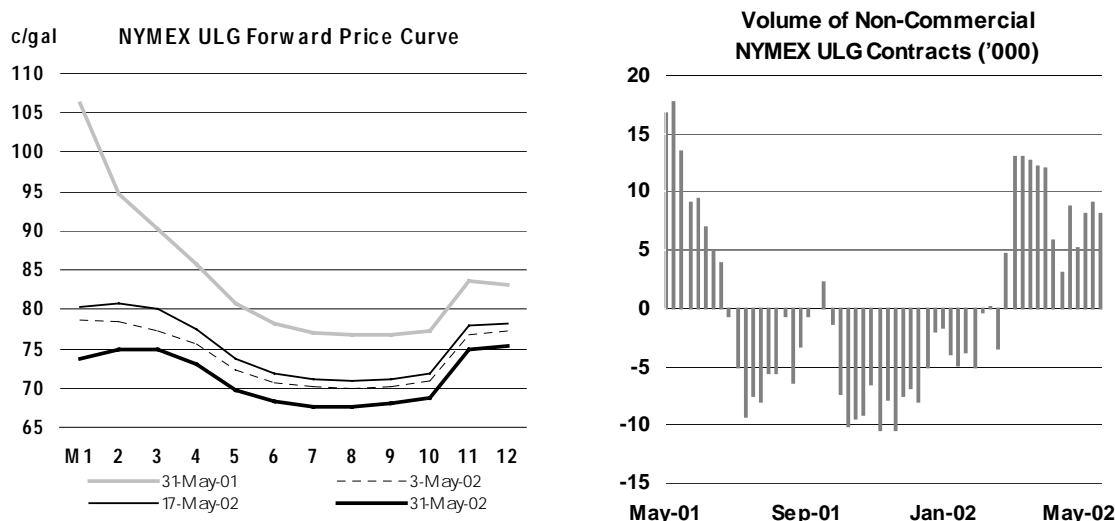 c/gal NYMEX ULG Forward Price Curve
110
105
100
95
90
85
80
75
70
65
M1 2 3 4 5 6 7 8 9 10 11 12
31-May-01 3-May-02
17-May-02 31-May-02
Volume of Non-Commercial
NYMEX ULG Contracts ('000)
20
15
10
5
0
-5
-10
-15
May-01 Sep-01 Jan-02 May-02